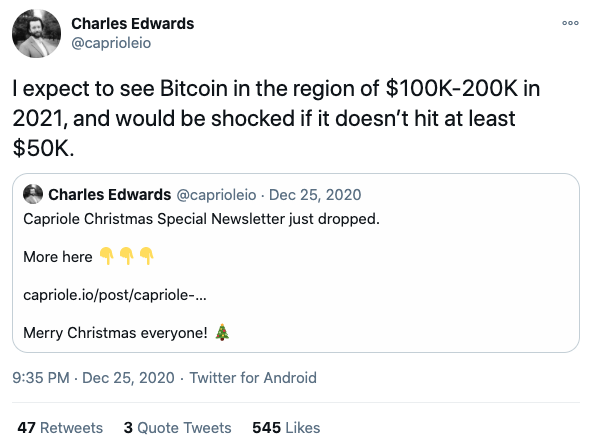 Charles Edwards
@caprioleio
I expect to see Bitcoin in the region of $100K-200K in
2021, and would be shocked if it doesn’t hit at least
$50K.
Charles Edwards @caprioleio · Dec 25, 2020
Capriole Christmas Special Newsletter just dropped.
More here 👇👇👇
capriole.io/post/capriole-...
Merry Christmas everyone! 🎄
9:35 PM · Dec 25, 2020 · Twitter for Android
47 Retweets 3 Quote Tweets 545 Likes